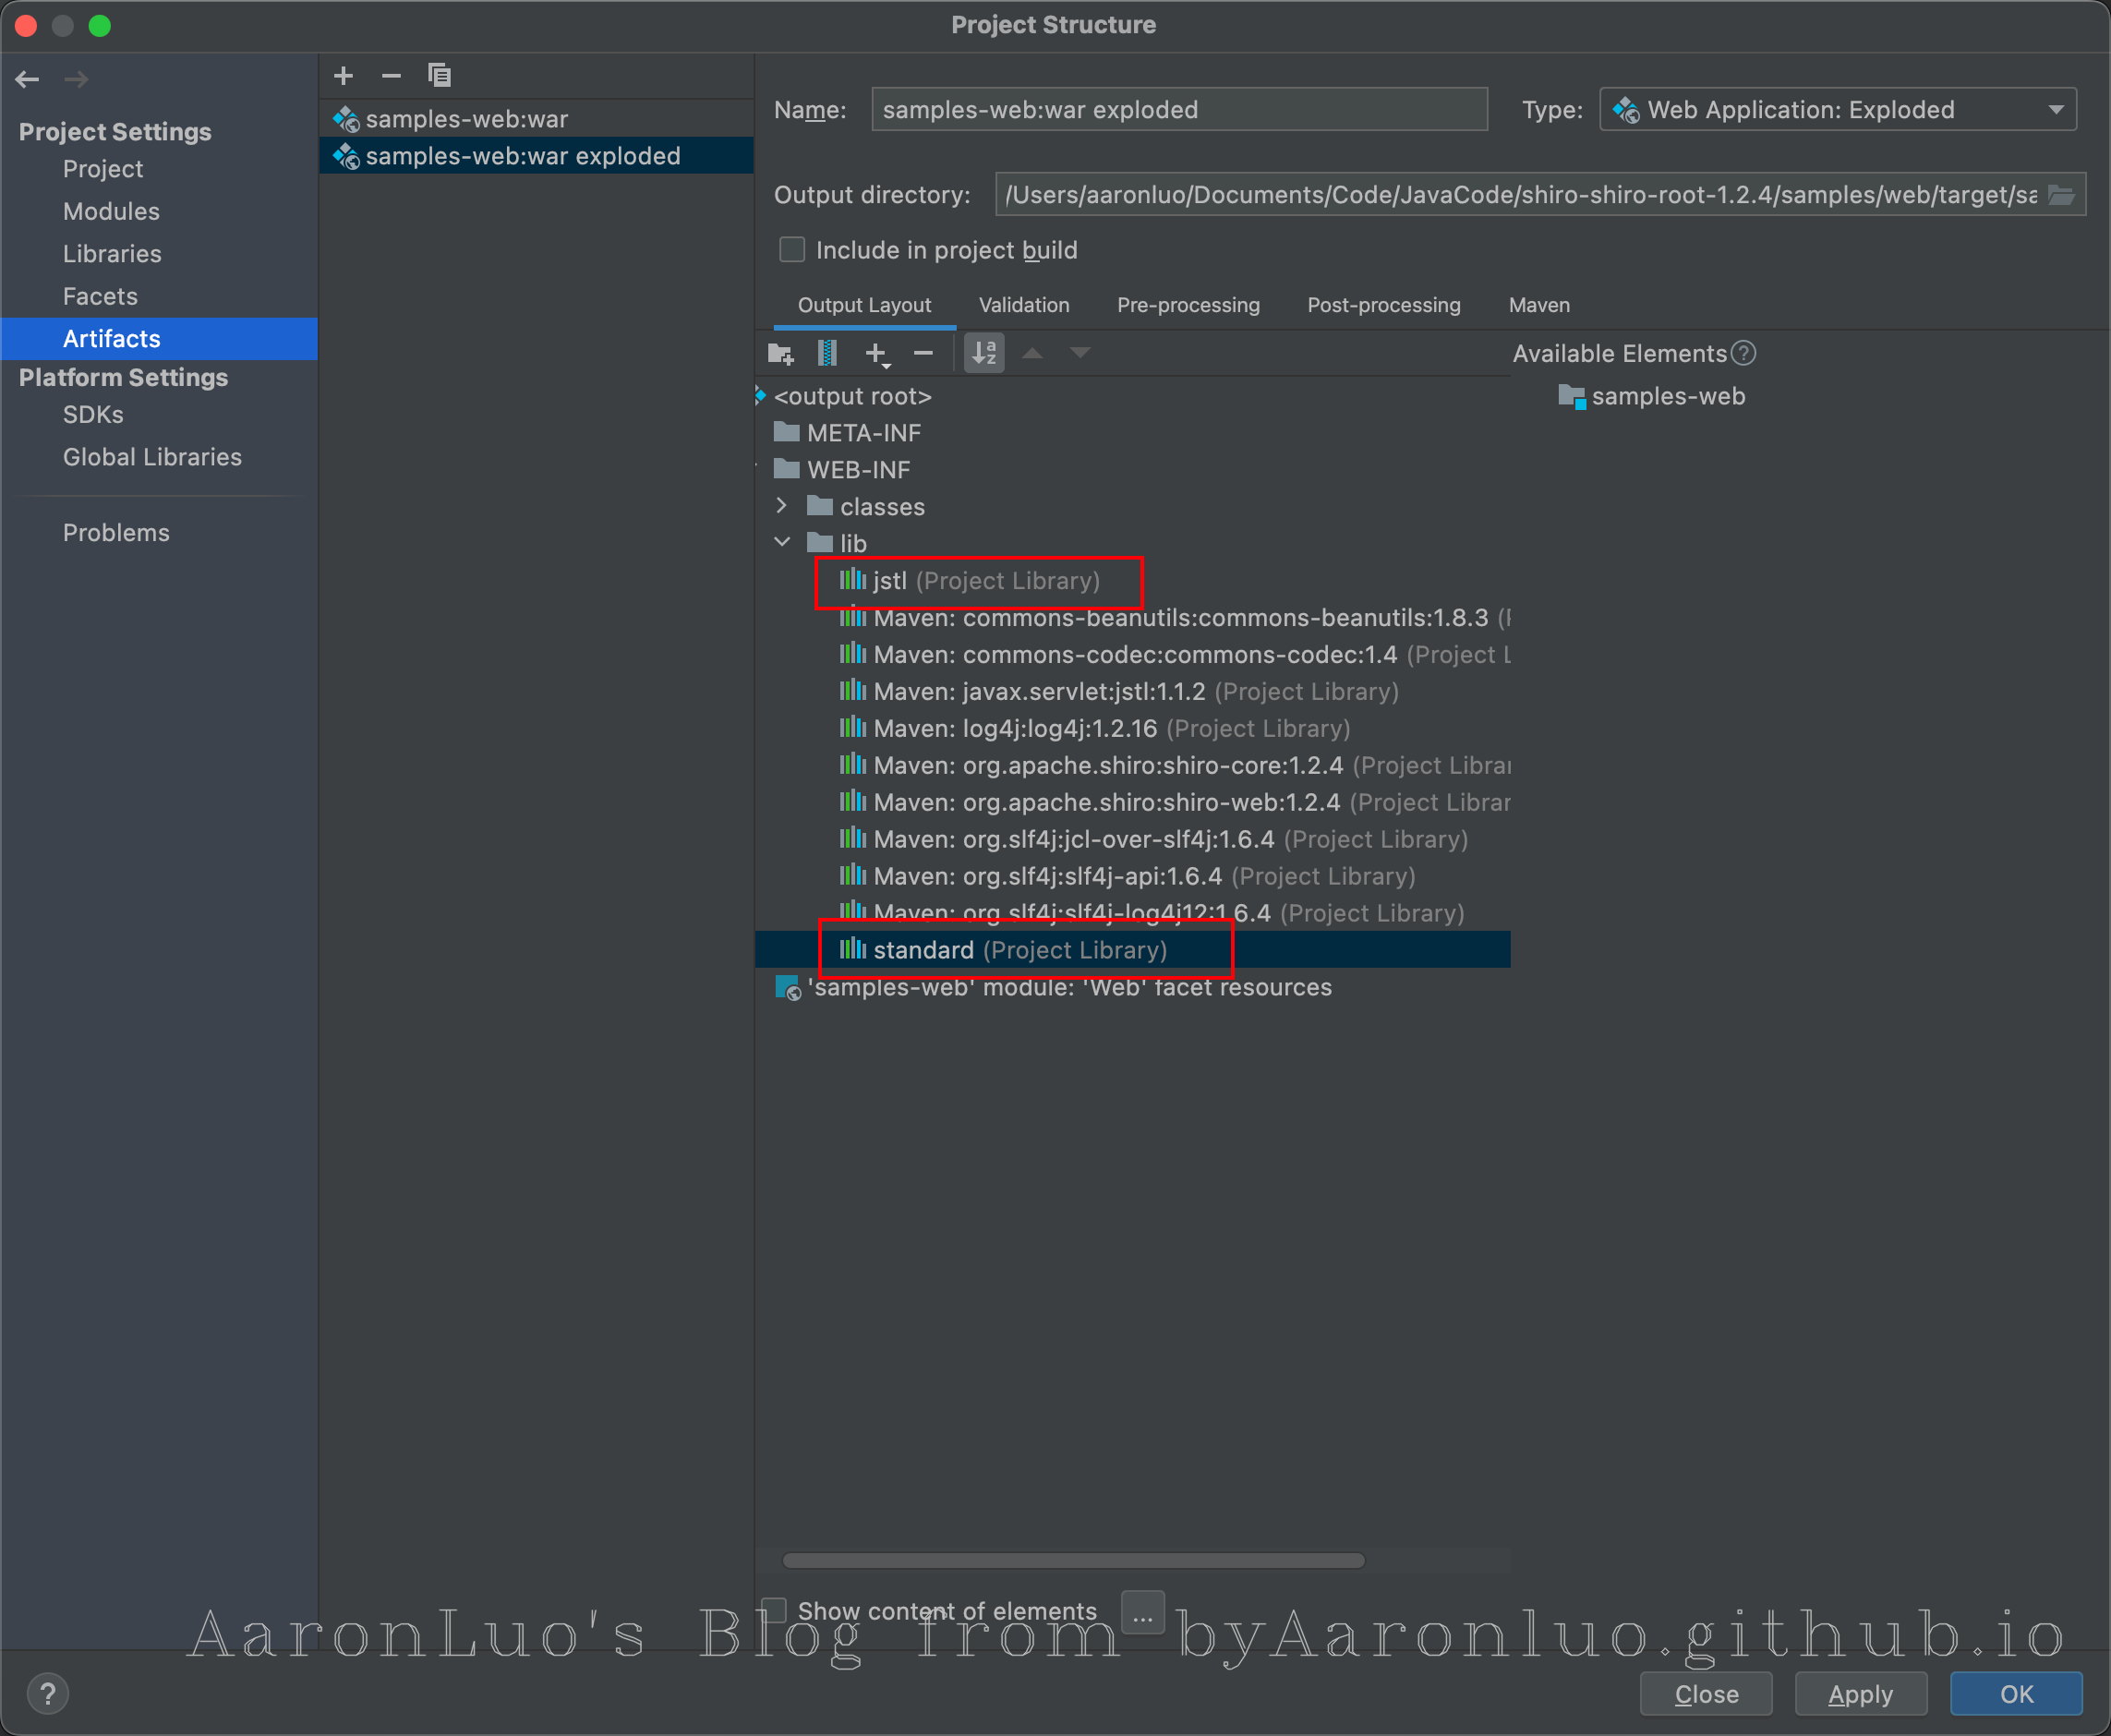 Project Structure
Project Settings
Project
Modules
Libraries
Facets
Artifacts
Platform Settings
SDKs
Global Libraries
Problems
samples-web:war
samples-web:war exploded
Name: samples-web:war exploded
Type: Web Application: Exploded
Output directory: /Users/aaronluo/Documents/Code/JavaCode/shiro-shiro-root-1.2.4/samples/web/target/sa
Include in project build
Output Layout Validation Pre-processing Post-processing Maven
Available Elements ?
<output root>
META-INF
WEB-INF
classes
lib
jstl (Project Library)
Maven: commons-beanutils:commons-beanutils:1.8.3 (
Maven: commons-codec:commons-codec:1.4 (Project L
Maven: javax.servlet:jstl:1.1.2 (Project Library)
Maven: log4j:log4j:1.2.16 (Project Library)
Maven: org.apache.shiro:shiro-core:1.2.4 (Project Librar
Maven: org.apache.shiro:shiro-web:1.2.4 (Project Librar
Maven: org.slf4j:jcl-over-slf4j:1.6.4 (Project Library)
Maven: org.slf4j:slf4j-api:1.6.4 (Project Library)
Maven: org.slf4j:slf4j-log4j12:1.6.4 (Project Library)
standard (Project Library)
'samples-web' module: 'Web' facet resources
samples-web
Show content of elements ...
AaronLuo's Blog from byAaronluo.github.io
? Close Apply OK